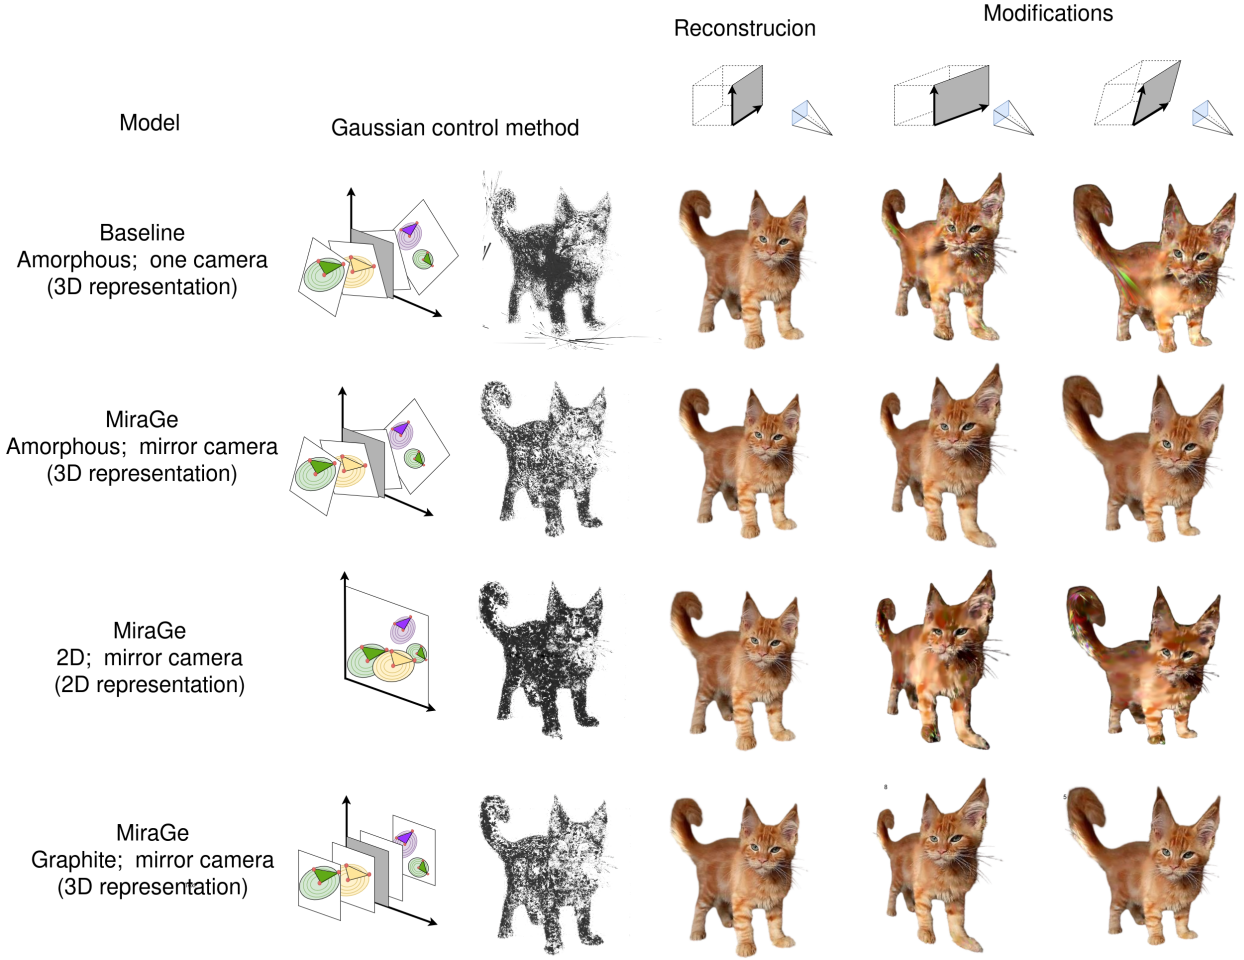 Modifications
Reconstrucion
Model
Gaussian control method
Baseline
Amorphous; one camera
(3D representation)
MiraGe
Amorphous; mirror camera
(3D representation)
MiraGe
2D; mirror camera
(2D representation)
MiraGe
Graphite; mirror camera
(3D representation)